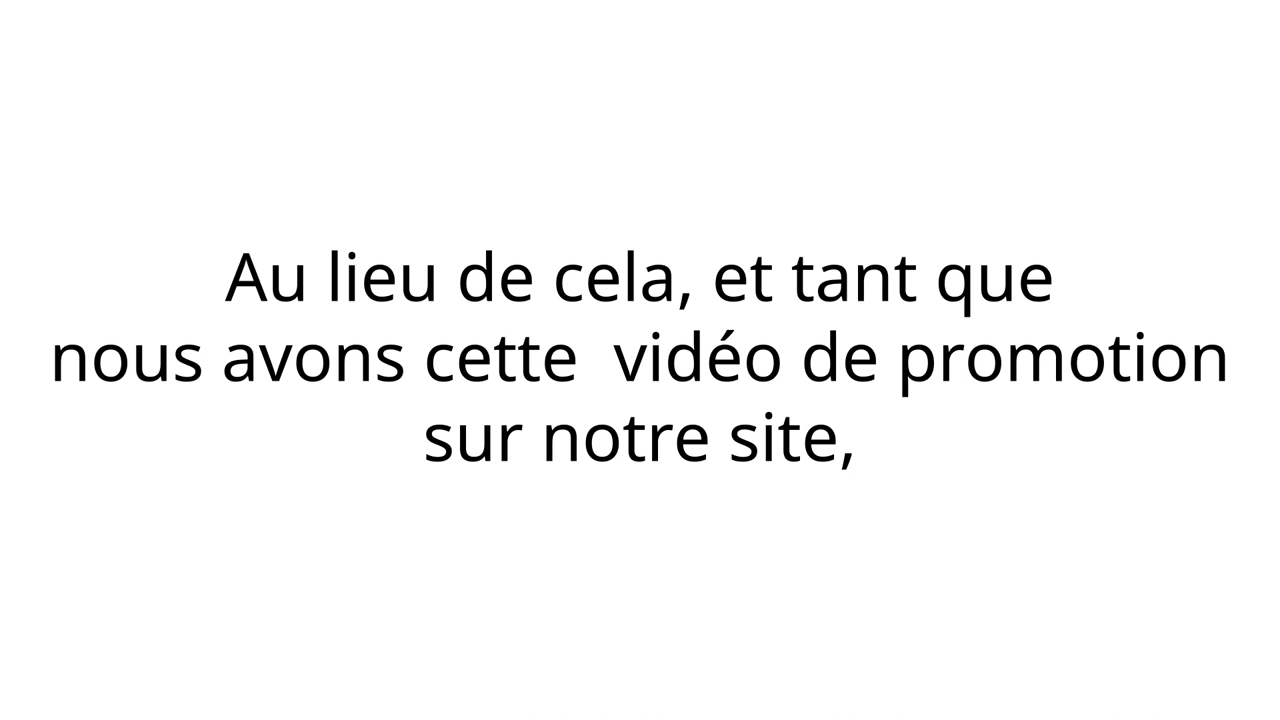 Au lieu de cela, et tant que
nous avons cette  vidéo de promotion
sur notre site,